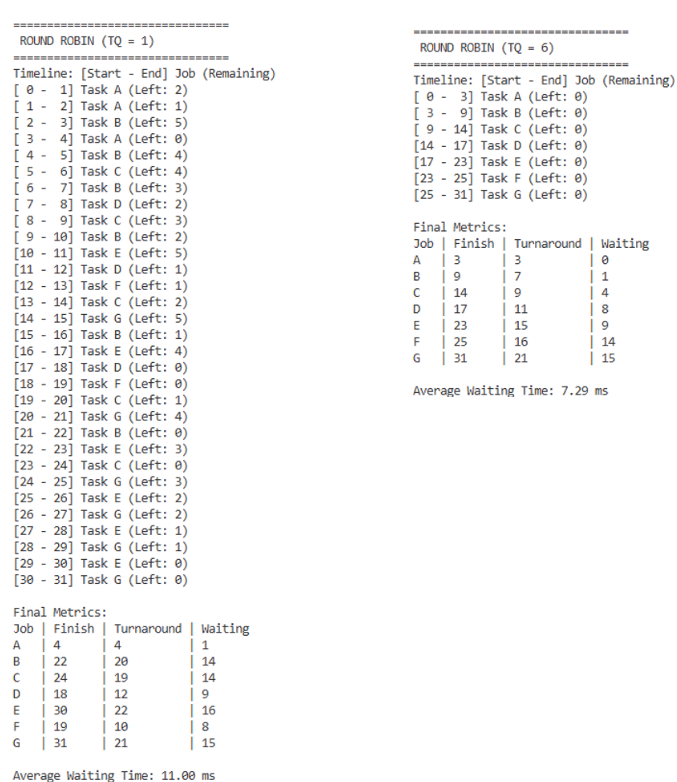 ===============================
ROUND ROBIN (TQ = 1)
===============================
Timeline: [Start - End] Job (Remaining)
[ 0 -  1] Task A (Left: 2)
[ 1 -  2] Task A (Left: 1)
[ 2 -  3] Task B (Left: 5)
[ 3 -  4] Task A (Left: 0)
[ 4 -  5] Task B (Left: 4)
[ 5 -  6] Task C (Left: 4)
[ 6 -  7] Task B (Left: 3)
[ 7 -  8] Task D (Left: 2)
[ 8 -  9] Task C (Left: 3)
[ 9 - 10] Task B (Left: 2)
[10 - 11] Task E (Left: 5)
[11 - 12] Task D (Left: 1)
[12 - 13] Task F (Left: 1)
[13 - 14] Task C (Left: 2)
[14 - 15] Task G (Left: 5)
[15 - 16] Task B (Left: 1)
[16 - 17] Task E (Left: 4)
[17 - 18] Task D (Left: 0)
[18 - 19] Task F (Left: 0)
[19 - 20] Task C (Left: 1)
[20 - 21] Task G (Left: 4)
[21 - 22] Task B (Left: 0)
[22 - 23] Task E (Left: 3)
[23 - 24] Task C (Left: 0)
[24 - 25] Task G (Left: 3)
[25 - 26] Task E (Left: 2)
[26 - 27] Task G (Left: 2)
[27 - 28] Task E (Left: 1)
[28 - 29] Task G (Left: 1)
[29 - 30] Task E (Left: 0)
[30 - 31] Task G (Left: 0)
Final Metrics:
Job | Finish | Turnaround | Waiting
A | 4 | 4 | 1
B | 22 | 20 | 14
C | 24 | 19 | 14
D | 18 | 12 | 9
E | 30 | 22 | 16
F | 19 | 10 | 8
G | 31 | 21 | 15
Average Waiting Time: 11.00 ms
===============================
ROUND ROBIN (TQ = 6)
===============================
Timeline: [Start - End] Job (Remaining)
[ 0 -  3] Task A (Left: 0)
[ 3 -  9] Task B (Left: 0)
[ 9 - 14] Task C (Left: 0)
[14 - 17] Task D (Left: 0)
[17 - 23] Task E (Left: 0)
[23 - 25] Task F (Left: 0)
[25 - 31] Task G (Left: 0)
Final Metrics:
Job | Finish | Turnaround | Waiting
A | 3 | 3 | 0
B | 9 | 7 | 1
C | 14 | 9 | 4
D | 17 | 11 | 8
E | 23 | 15 | 9
F | 25 | 16 | 14
G | 31 | 21 | 15
Average Waiting Time: 7.29 ms